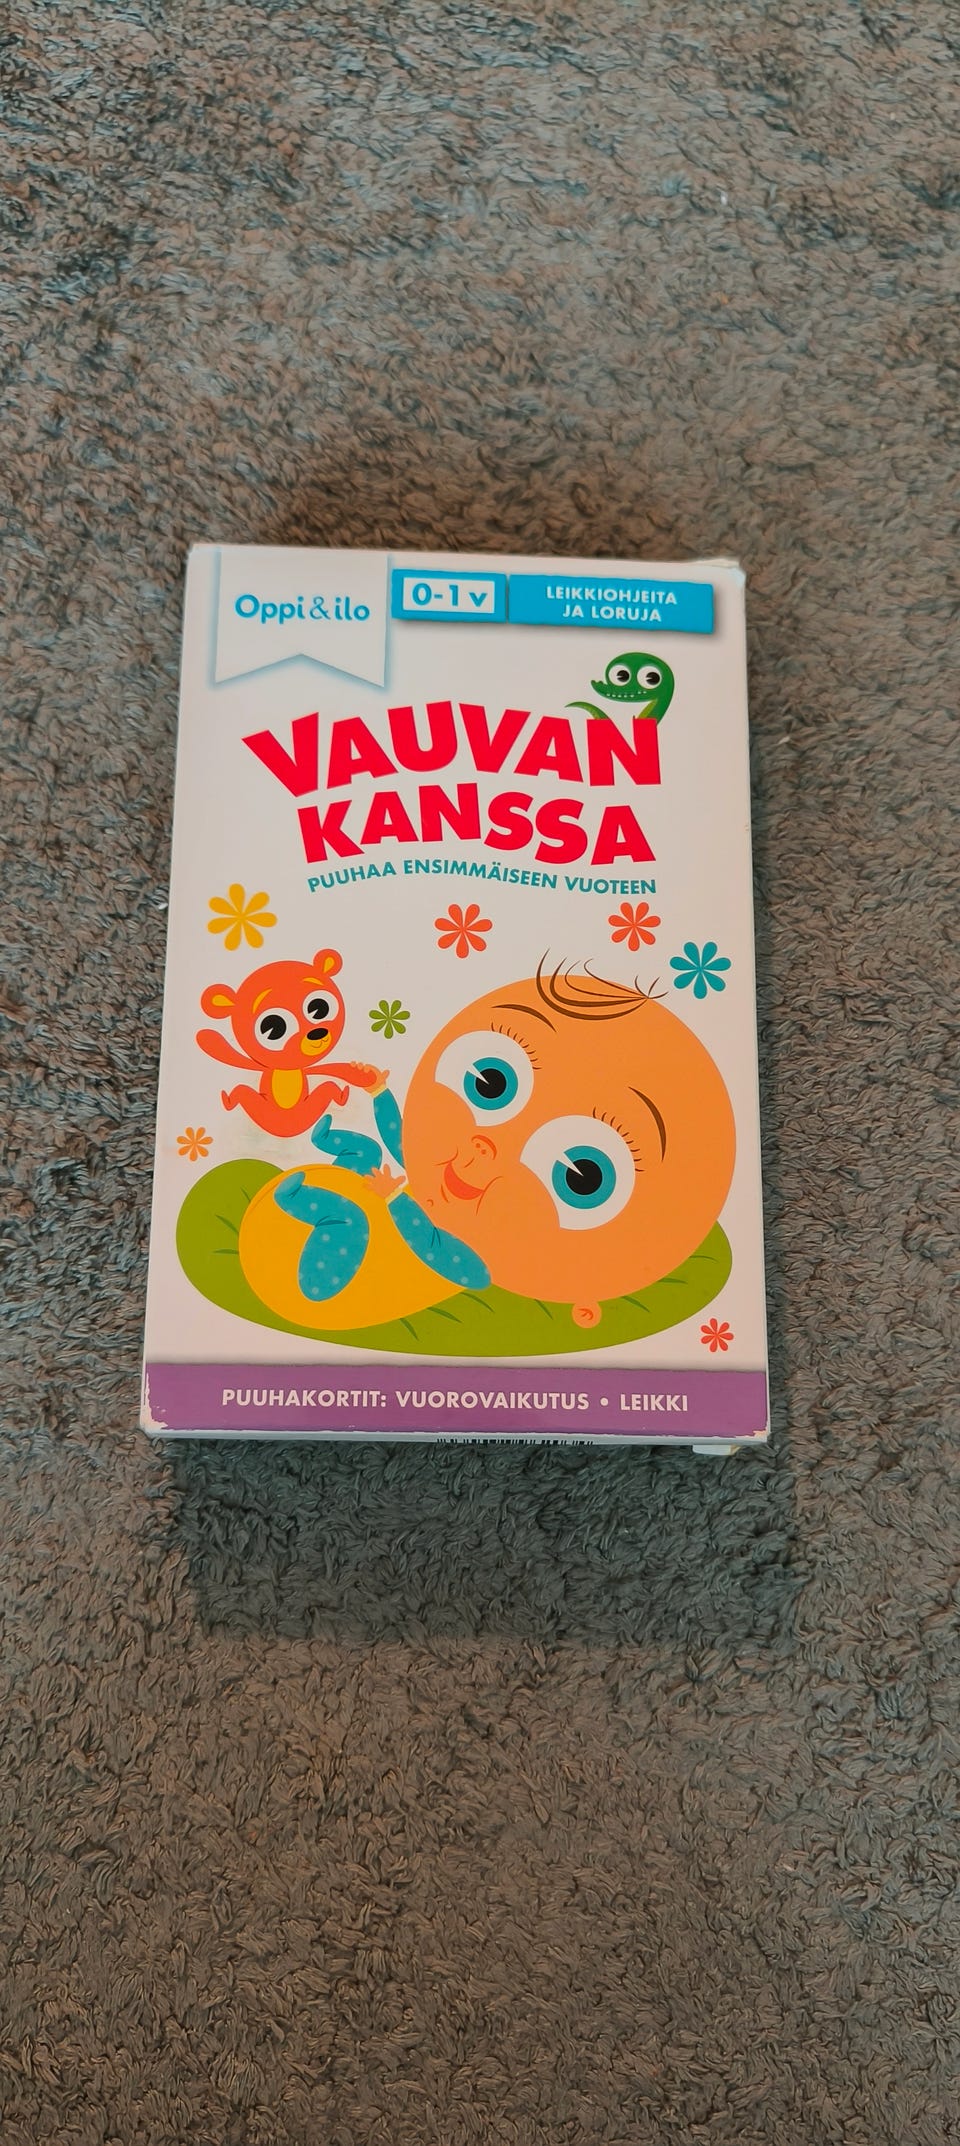 Oppi&ilo
0-1 v
LEIKKIOHJEITA
JA LORUJA
VAUVAN
KANSSA
PUUHAA ENSIMMÄISEEN VUOTEEN
PUUHAKORTIT: VUOROVAIKUTUS • LEIKKI